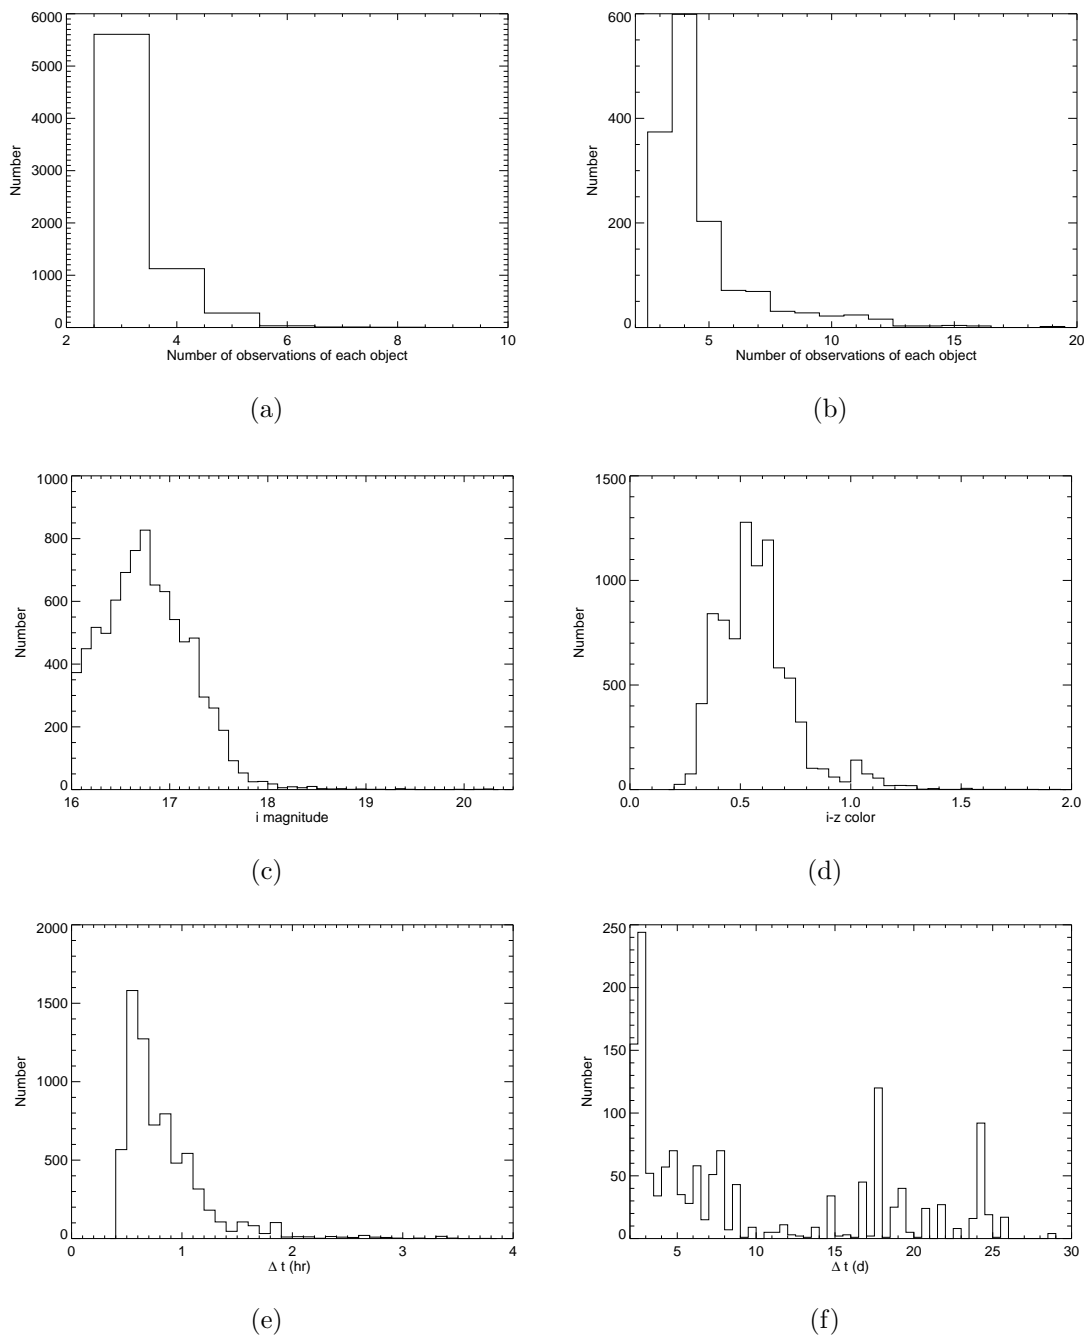 6000
5000
4000
3000
2000
1000
0
Number
2 4 6 8 10
Number of observations of each object
(a)
600
400
200
0
Number
5 10 15 20
Number of observations of each object
(b)
1000
800
600
400
200
0
Number
16 17 18 19 20
i magnitude
(c)
1500
1000
500
0
Number
0.0 0.5 1.0 1.5 2.0
i-z color
(d)
2000
1500
1000
500
0
Number
0 1 2 3 4
Δ t (hr)
(e)
250
200
150
100
50
0
Number
5 10 15 20 25 30
Δ t (d)
(f)